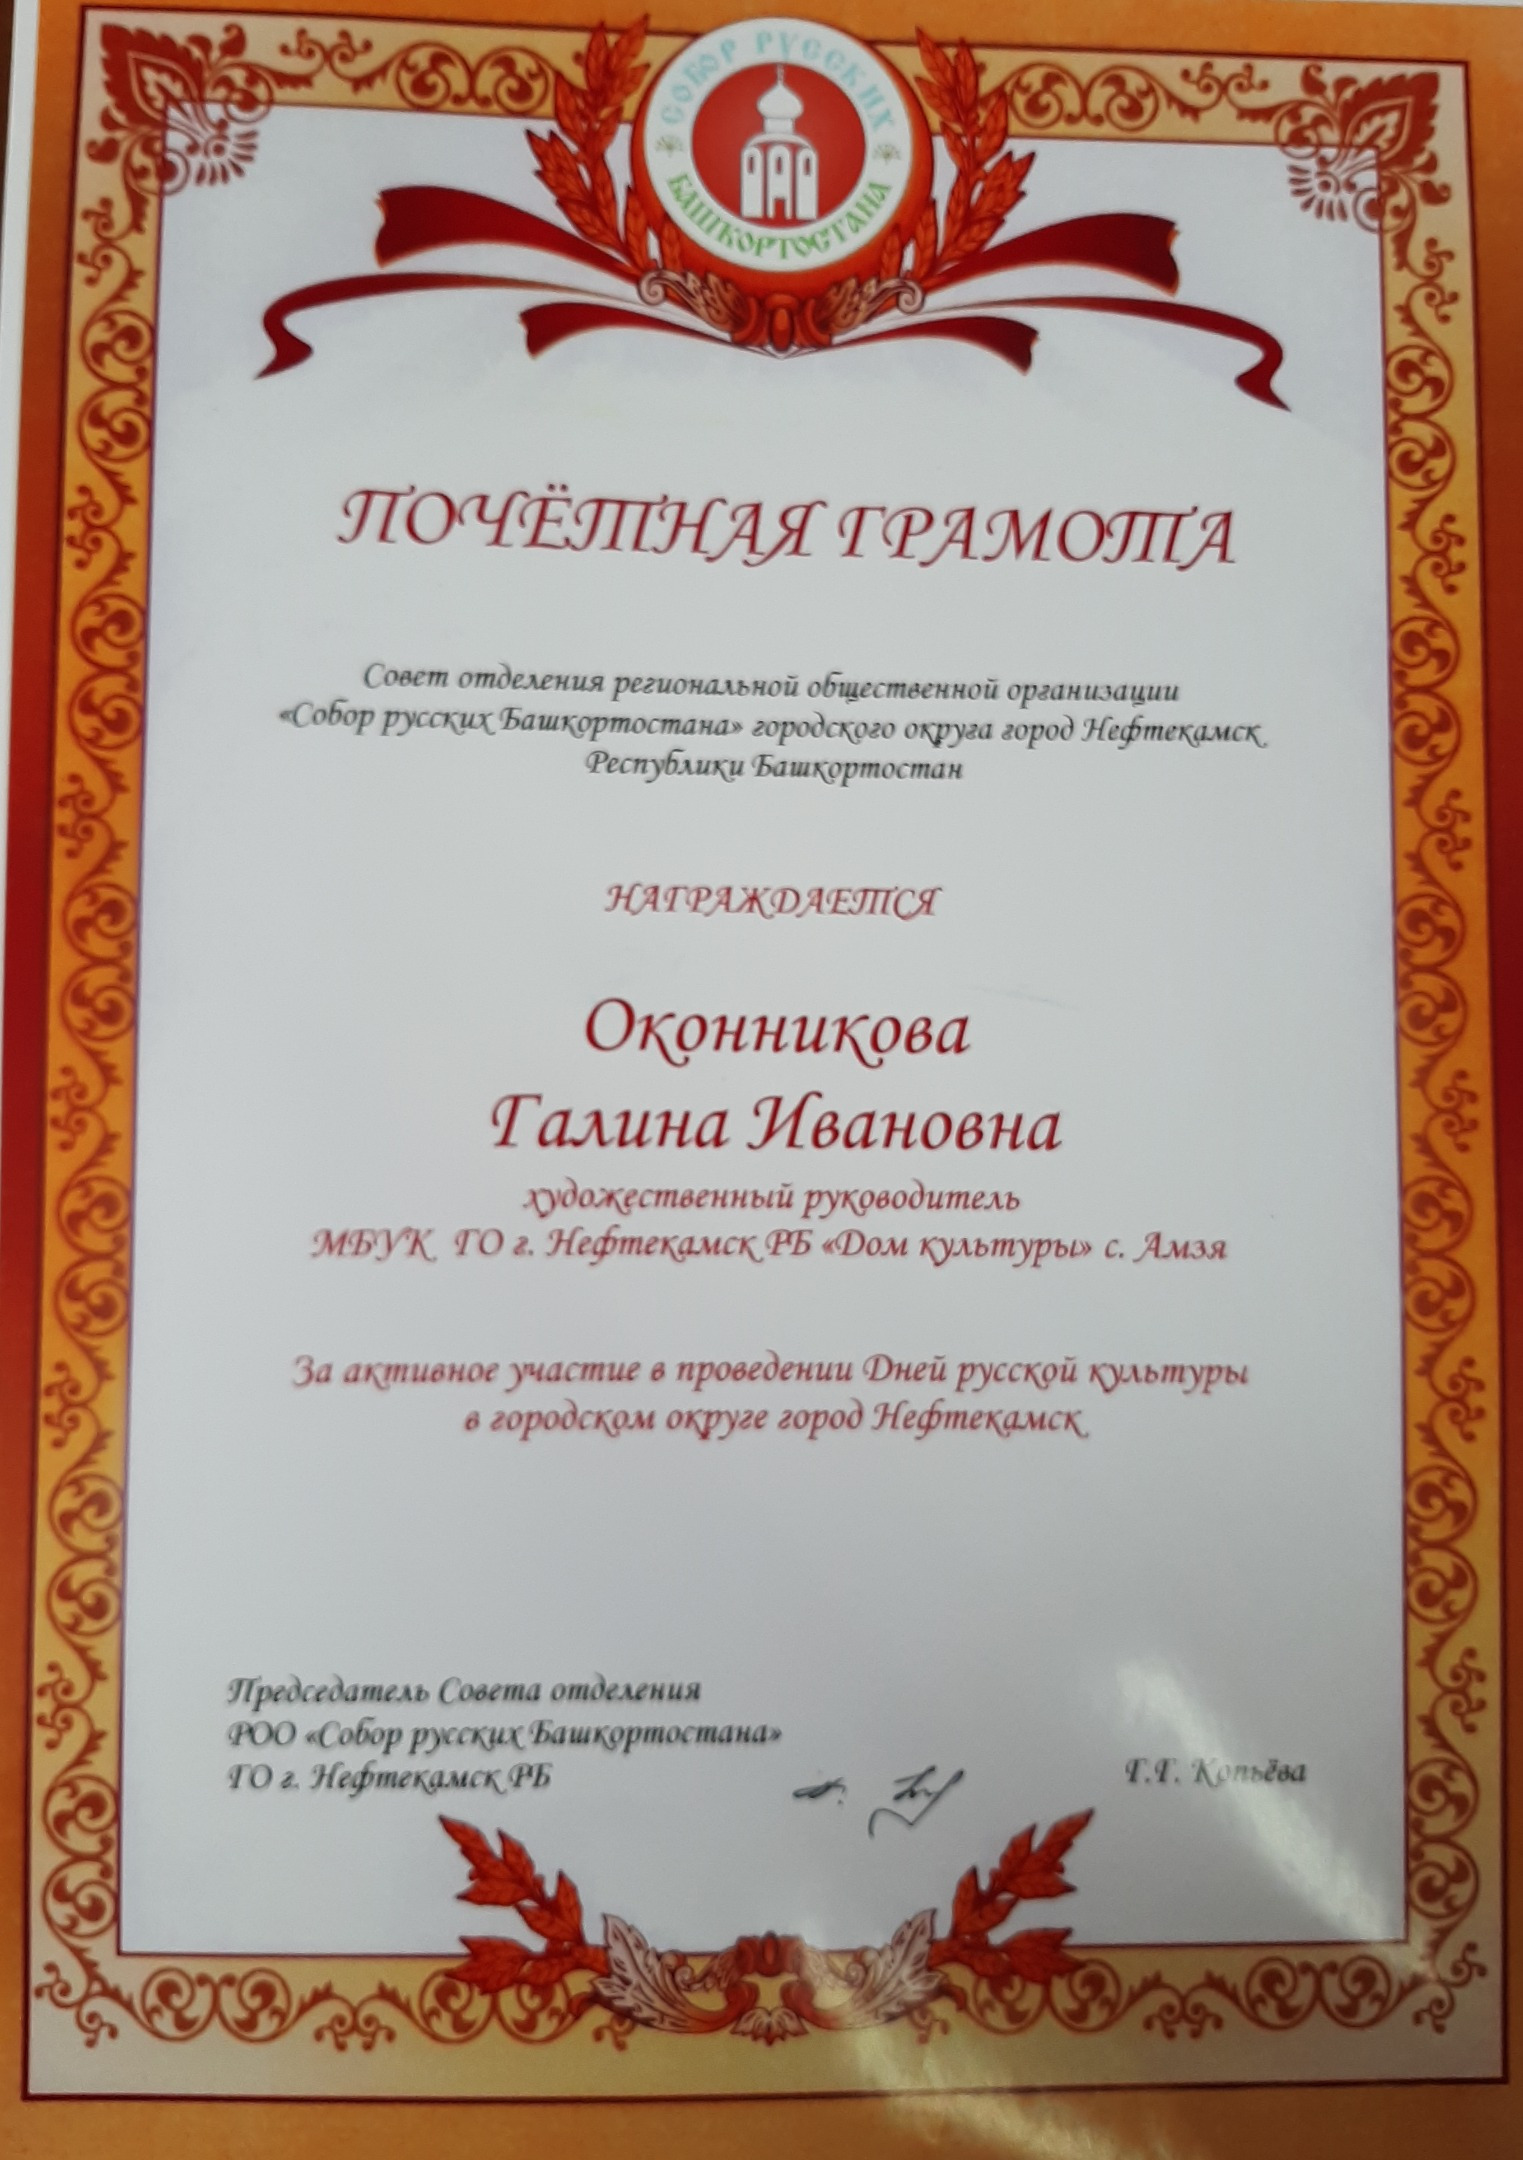 СОБОР РУССКИХ
БАШКОРТОСТАНА
ПОЧЁТНАЯ ГРАМОТА
Совет отделения региональной общественной организации
«Собор русских Башкортостана» городского округа город Нефтекамск
Республики Башкортостан
НАГРАЖДАЕТСЯ
Оконникова
Галина Ивановна
художественный руководитель
МБУК ГО г. Нефтекамск РБ «Дом культуры» с. Амзя
За активное участие в проведении Дней русской культуры
в городском округе город Нефтекамск
Председатель Совета отделения
РОО «Собор русских Башкортостана»
ГО г. Нефтекамск РБ
Г.Г. Копьёва